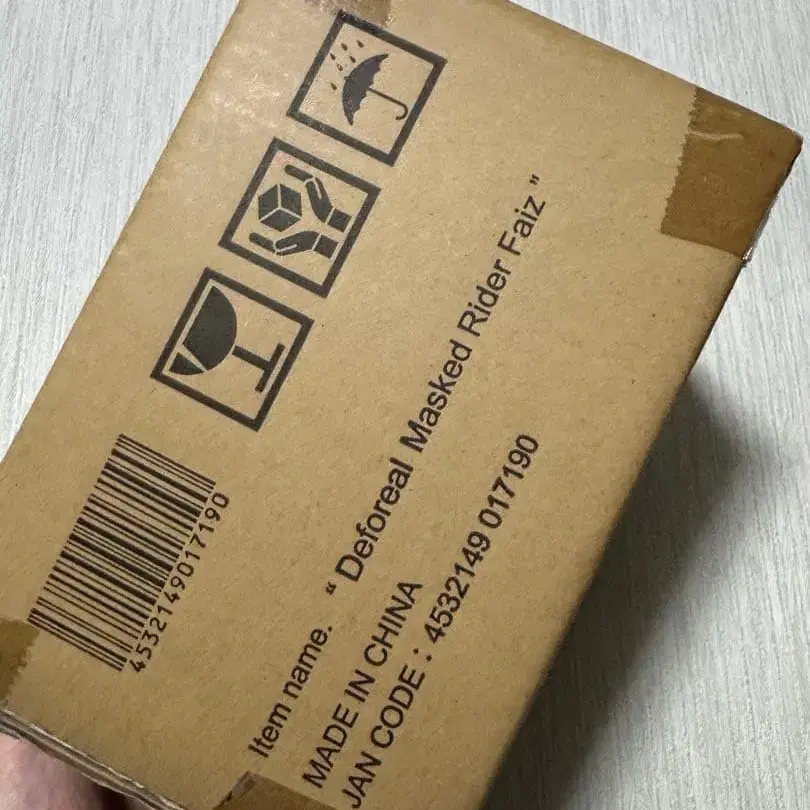 4532149017190
Item name. “ Deforeal Masked Rider Faiz ”
MADE IN CHINA
JAN CODE : 4532149 017190